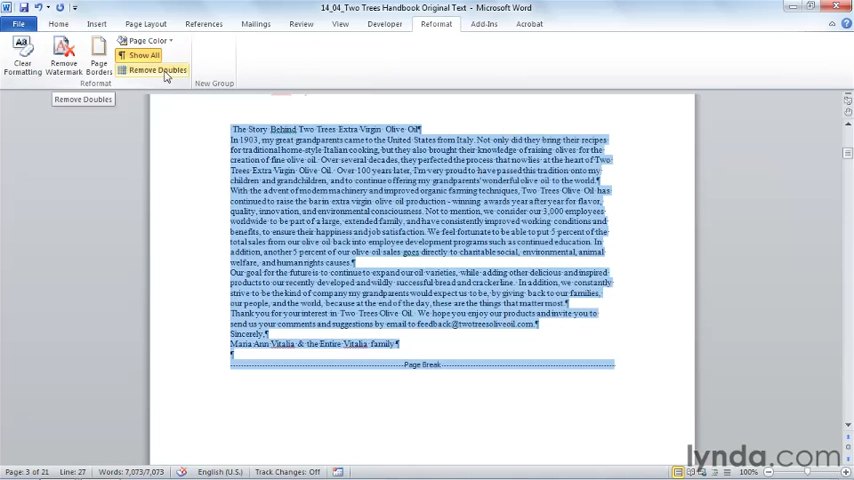 14_04_Two Trees Handbook Original Text - Microsoft Word
File Home Insert Page Layout References Mailings Review View Developer Reformat Add-Ins Acrobat
Clear Formatting
Remove Watermark
Page Borders
Page Color
Show All
Remove Doubles
Reformat
New Group
Remove Doubles
The Story Behind Two Trees Extra Virgin Olive Oil¶
In 1903, my great grandparents came to the United States from Italy. Not only did they bring their recipes
for traditional home-style Italian cooking, but they also brought their knowledge of raising olives for the
creation of fine olive oil. Over several decades, they perfected the process that now lies at the heart of Two
Trees Extra Virgin Olive Oil. Over 100 years later, I'm very proud to have passed this tradition onto my
children and grandchildren, and to continue offering my grandparents' wonderful olive oil to the world.¶
With the advent of modern machinery and improved organic farming techniques, Two Trees Olive Oil has
continued to raise the bar in extra virgin olive oil production - winning awards year after year for flavor,
quality, innovation, and environmental consciousness. Not to mention, we consider our 3,000 employees
worldwide to be part of a large, extended family, and have consistently improved working conditions and
benefits, to ensure their happiness and job satisfaction. We feel fortunate to be able to put 5 percent of the
total sales from our olive oil back into employee development programs such as continued education. In
addition, another 5 percent of our olive oil sales goes directly to charitable social, environmental, animal
welfare, and human rights causes.¶
Our goal for the future is to continue to expand our oil varieties, while adding other delicious and inspired
products to our recently developed and wildly successful bread and cracker line. In addition, we constantly
strive to be the kind of company my grandparents would expect us to be, by giving back to our families,
our people, and the world, because at the end of the day, these are the things that matter most.¶
Thank you for your interest in Two Trees Olive Oil. We hope you enjoy our products and invite you to
send us your comments and suggestions by email to feedback@twotreesoliveoil.com.¶
Sincerely,¶
Maria Ann Vitalia & the Entire Vitalia family¶
¶
Page Break
lynda.com
Page: 3 of 21 Line: 27 Words: 7,073/7,073 English (U.S.) Track Changes: Off 100%